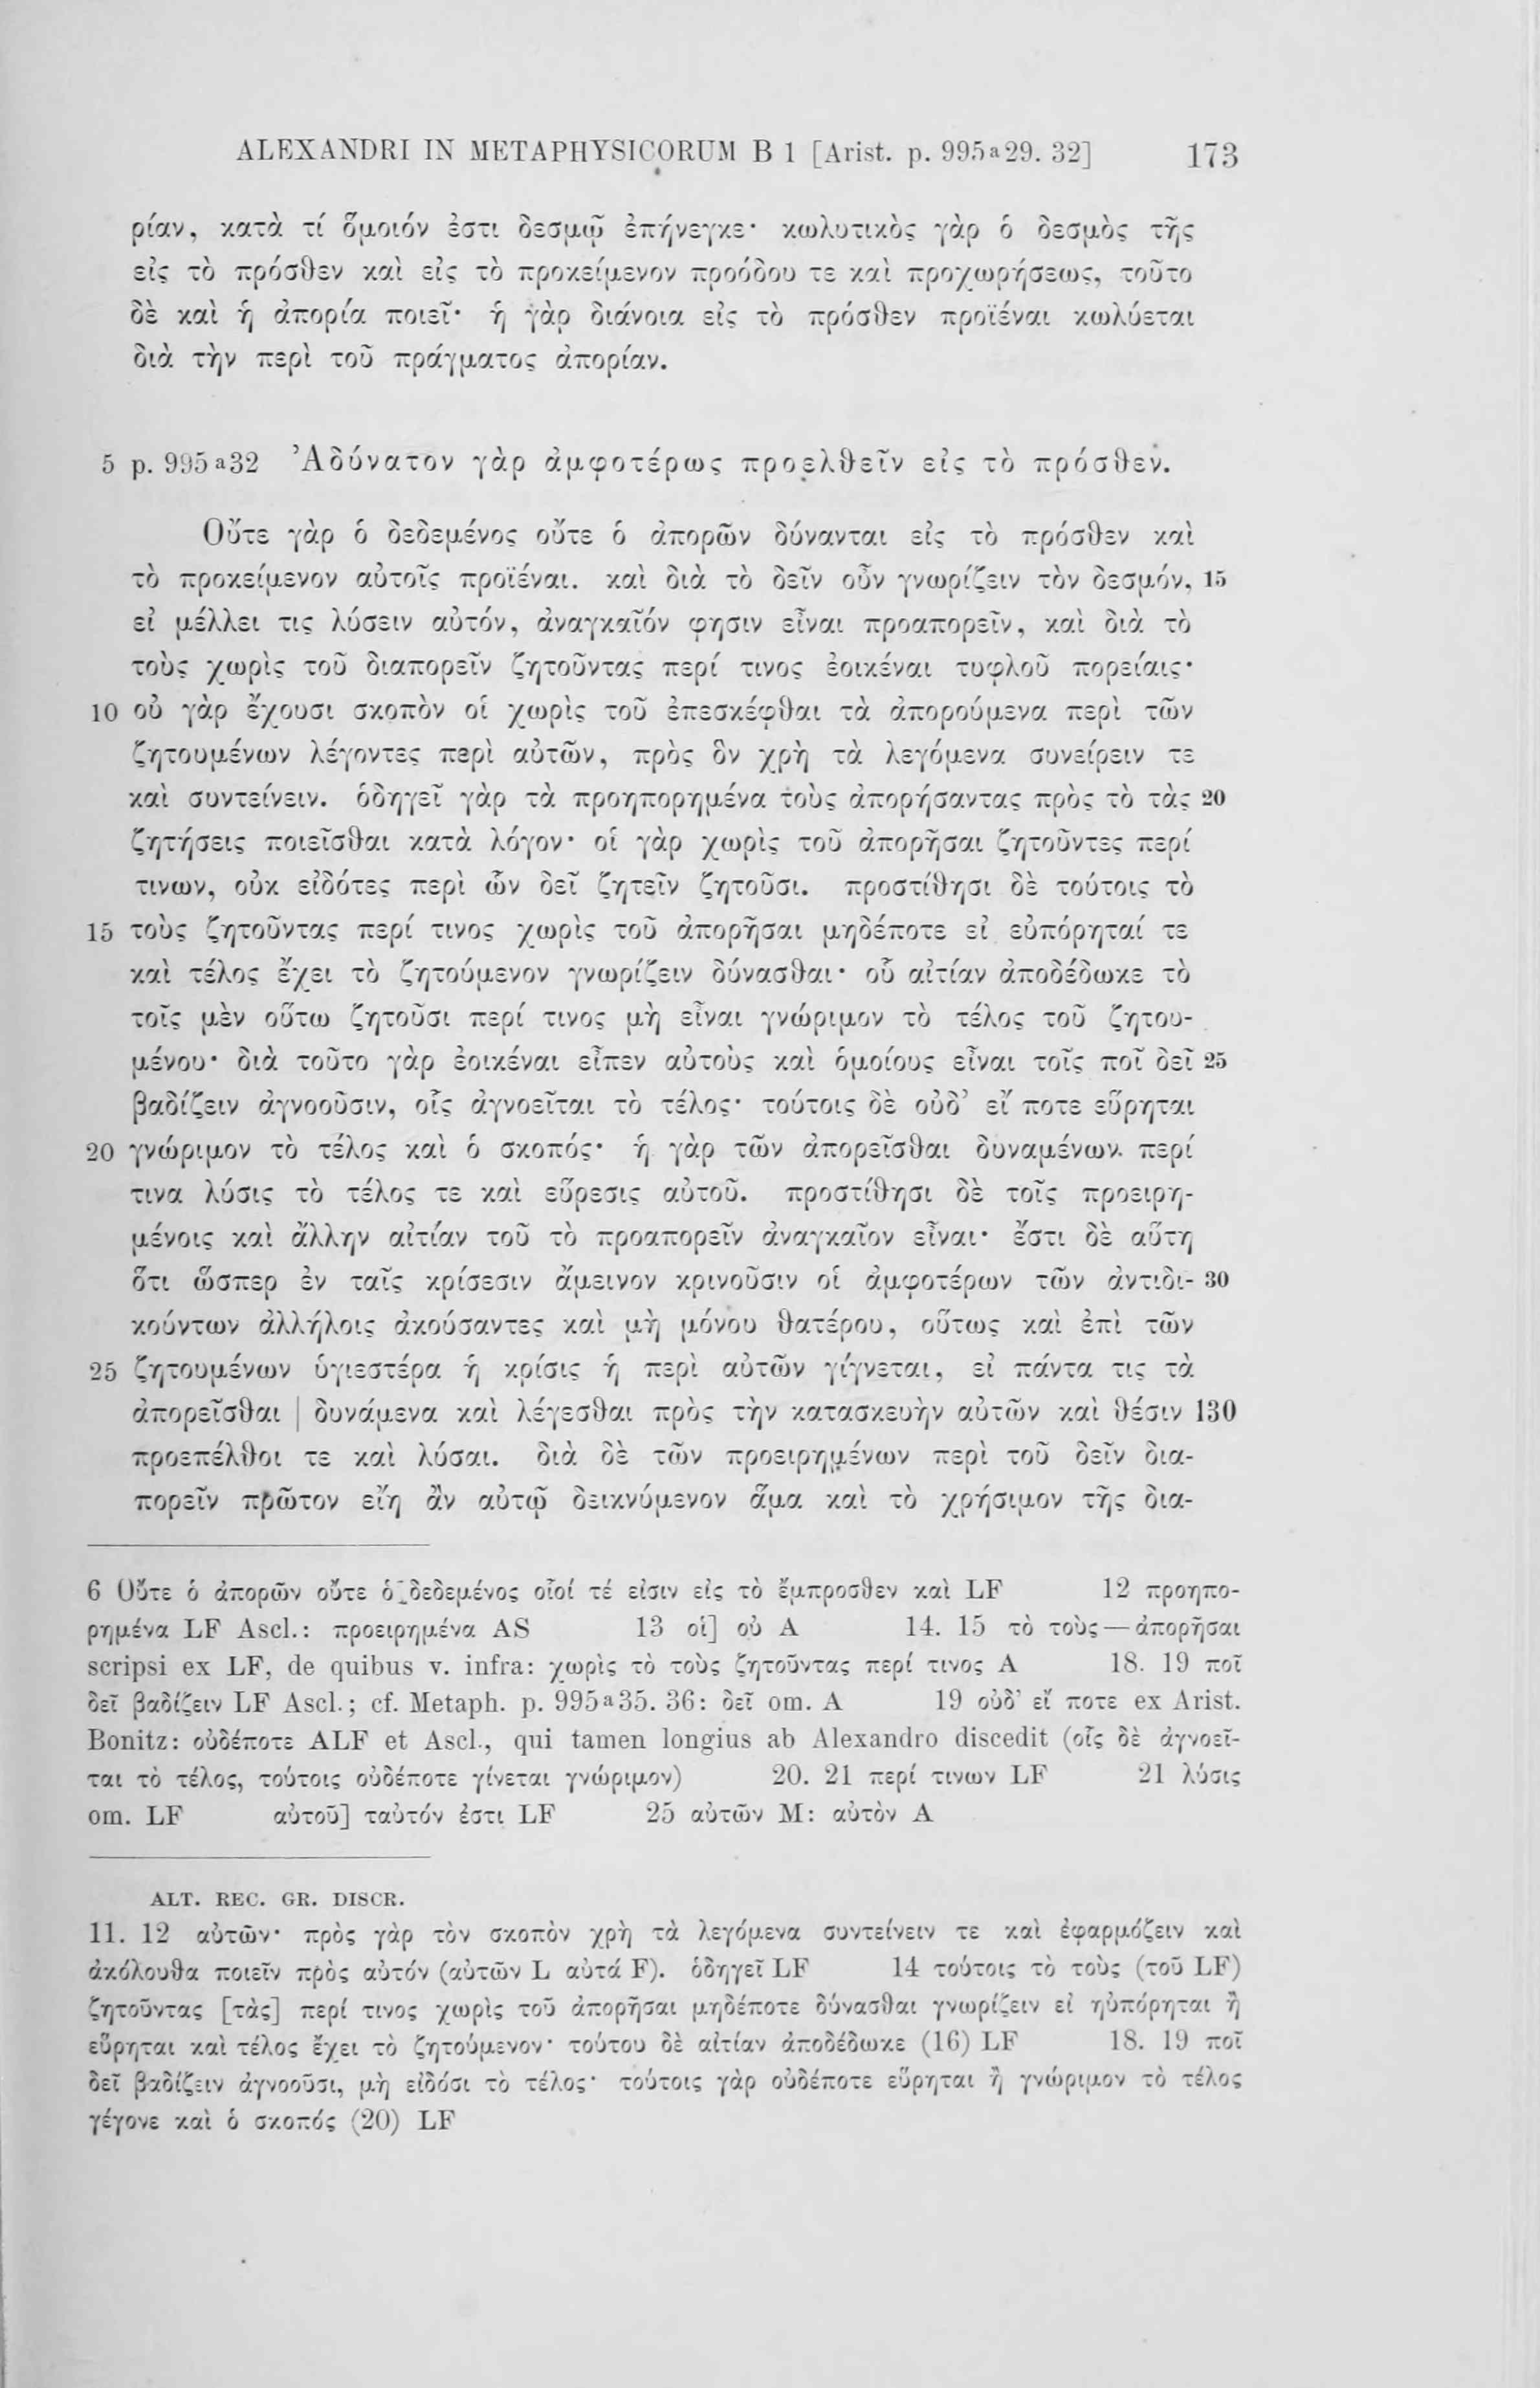 ALEXANDRI IN METAPHYSICORUM B 1 [Arist. p. 995a29. 32] 173
ρίαν, κατὰ τί ὅμοιόν ἐστι δεσμῷ ἐπήνεγκε· κωλυτικὸς γὰρ ὁ δεσμὸς τῆς
εἰς τὸ πρόσθεν καὶ εἰς τὸ προκείμενον προόδου τε καὶ προχωρήσεως, τοῦτο
δὲ καὶ ἡ ἀπορία ποιεῖ· ἡ γὰρ διάνοια εἰς τὸ πρόσθεν προϊέναι κωλύεται
διὰ τὴν περὶ τοῦ πράγματος ἀπορίαν.
5 p. 995a32 Ἀδύνατον γὰρ ἀμφοτέρως προελθεῖν εἰς τὸ πρόσθεν.
Οὔτε γὰρ ὁ δεδεμένος οὔτε ὁ ἀπορῶν δύνανται εἰς τὸ πρόσθεν καὶ
τὸ προκείμενον αὐτοῖς προϊέναι. καὶ διὰ τὸ δεῖν οὖν γνωρίζειν τὸν δεσμόν, 15
εἰ μέλλει τις λύσειν αὐτόν, ἀναγκαῖόν φησιν εἶναι προαπορεῖν, καὶ διὰ τὸ
τοὺς χωρὶς τοῦ διαπορεῖν ζητοῦντας περί τινος ἐοικέναι τυφλοῦ πορείαις·
10 οὐ γὰρ ἔχουσι σκοπὸν οἱ χωρὶς τοῦ ἐπεσκέφθαι τὰ ἀπορούμενα περὶ τῶν
ζητουμένων λέγοντες περὶ αὐτῶν, πρὸς ὃν χρὴ τὰ λεγόμενα συνείρειν τε
καὶ συντείνειν. ὁδηγεῖ γὰρ τὰ προηπορημένα τοὺς ἀπορήσαντας πρὸς τὸ τὰς 20
ζητήσεις ποιεῖσθαι κατὰ λόγον· οἱ γὰρ χωρὶς τοῦ ἀπορῆσαι ζητοῦντες περί
τινων, οὐκ εἰδότες περὶ ὧν δεῖ ζητεῖν ζητοῦσι. προστίθησι δὲ τούτοις τὸ
15 τοὺς ζητοῦντας περί τινος χωρὶς τοῦ ἀπορῆσαι μηδέποτε εἰ εὐπόρηταί τε
καὶ τέλος ἔχει τὸ ζητούμενον γνωρίζειν δύνασθαι· οὗ αἰτίαν ἀποδέδωκε τὸ
τοῖς μὲν οὕτω ζητοῦσι περί τινος μὴ εἶναι γνώριμον τὸ τέλος τοῦ ζητου-
μένου· διὰ τοῦτο γὰρ ἐοικέναι εἶπεν αὐτοὺς καὶ ὁμοίους εἶναι τοῖς ποῖ δεῖ 25
βαδίζειν ἀγνοοῦσιν, οἷς ἀγνοεῖται τὸ τέλος· τούτοις δὲ οὐδ’ εἴ ποτε εὕρηται
20 γνώριμον τὸ τέλος καὶ ὁ σκοπός· ἡ γὰρ τῶν ἀπορεῖσθαι δυναμένων περί
τινα λύσις τὸ τέλος τε καὶ εὕρεσις αὐτοῦ. προστίθησι δὲ τοῖς προειρη-
μένοις καὶ ἄλλην αἰτίαν τοῦ τὸ προαπορεῖν ἀναγκαῖον εἶναι· ἔστι δὲ αὕτη
ὅτι ὥσπερ ἐν ταῖς κρίσεσιν ἄμεινον κρινοῦσιν οἱ ἀμφοτέρων τῶν ἀντιδι- 30
κούντων ἀλλήλοις ἀκούσαντες καὶ μὴ μόνου θατέρου, οὕτως καὶ ἐπὶ τῶν
25 ζητουμένων ὑγιεστέρα ἡ κρίσις ἡ περὶ αὐτῶν γίγνεται, εἰ πάντα τις τὰ
ἀπορεῖσθαι | δυνάμενα καὶ λέγεσθαι πρὸς τὴν κατασκευὴν αὐτῶν καὶ θέσιν 130
προεπέλθοι τε καὶ λύσαι. διὰ δὲ τῶν προειρημένων περὶ τοῦ δεῖν δια-
πορεῖν πρῶτον εἴη ἂν αὐτῷ δεικνύμενον ἅμα καὶ τὸ χρήσιμον τῆς δια-
6 Οὔτε ὁ ἀπορῶν οὔτε ὁ δεδεμένος οἷοί τέ εἰσιν εἰς τὸ ἔμπροσθεν καὶ LF 12 προηπο-
ρημένα LF Ascl.: προειρημένα AS 13 οἱ] οὐ A 14. 15 τὸ τοὺς — ἀπορῆσαι
scripsi ex LF, de quibus v. infra: χωρὶς τὸ τοὺς ζητοῦντας περί τινος A 18. 19 ποῖ
δεῖ βαδίζειν LF Ascl.; cf. Metaph. p. 995a35. 36: δεῖ om. A 19 οὐδ’ εἴ ποτε ex Arist.
Bonitz: οὐδέποτε ALF et Ascl., qui tamen longius ab Alexandro discedit (οἷς δὲ ἀγνοεῖ-
ται τὸ τέλος, τούτοις οὐδέποτε γίνεται γνώριμον) 20. 21 περί τινων LF 21 λύσις
om. LF αὐτοῦ] ταὐτόν ἐστι LF 25 αὐτῶν M: αὐτὸν A
ALT. REC. GR. DISCR.
11. 12 αὐτῶν· πρὸς γὰρ τὸν σκοπὸν χρὴ τὰ λεγόμενα συντείνειν τε καὶ ἐφαρμόζειν καὶ
ἀκόλουθα ποιεῖν πρὸς αὐτόν (αὐτῶν L αὐτά F). ὁδηγεῖ LF 14 τούτοις τὸ τοὺς (τοῦ LF)
ζητοῦντας [τὰς] περί τινος χωρὶς τοῦ ἀπορῆσαι μηδέποτε δύνασθαι γνωρίζειν εἰ ηὐπόρηται ἢ
εὕρηται καὶ τέλος ἔχει τὸ ζητούμενον· τούτου δὲ αἰτίαν ἀποδέδωκε (16) LF 18. 19 ποῖ
δεῖ βαδίζειν ἀγνοοῦσι, μὴ εἰδόσι τὸ τέλος· τούτοις γὰρ οὐδέποτε εὕρηται ἢ γνώριμον τὸ τέλος
γέγονε καὶ ὁ σκοπός (20) LF